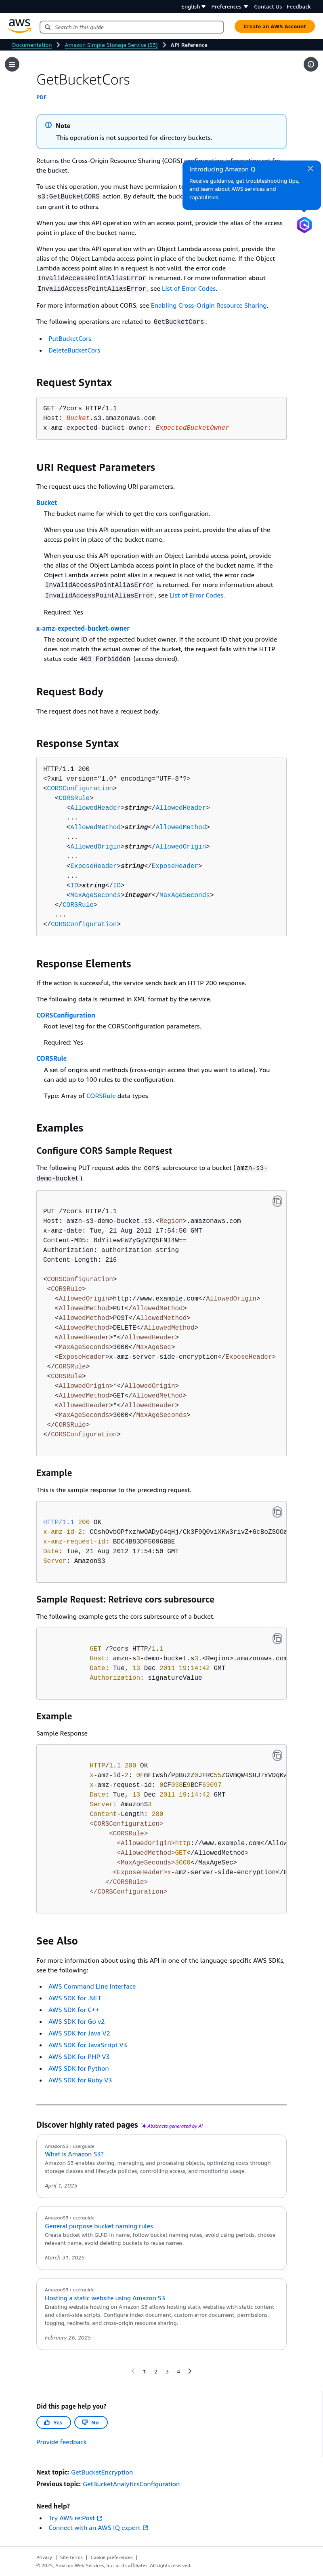 English
Preferences
Contact Us
Feedback
aws
Search in this guide
Create an AWS Account
Documentation
Amazon Simple Storage Service (S3)
API Reference
GetBucketCors
PDF
Note
This operation is not supported for directory buckets.
Returns the Cross-Origin Resource Sharing (CORS)
the bucket.
To use this operation, you must have permission to
s3:GetBucketCORS action. By default, the
can grant it to others.
Introducing Amazon Q
Receive guidance, get troubleshooting tips,
and learn about AWS services and
capabilities.
When you use this API operation with an access point, provide the alias of the access
point in place of the bucket name.
When you use this API operation with an Object Lambda access point, provide the
alias of the Object Lambda access point in place of the bucket name. If the Object
Lambda access point alias in a request is not valid, the error code
InvalidAccessPointAliasError is returned. For more information about
InvalidAccessPointAliasError, see List of Error Codes.
For more information about CORS, see Enabling Cross-Origin Resource Sharing.
The following operations are related to GetBucketCors:
• PutBucketCors
• DeleteBucketCors
Request Syntax
GET /?cors HTTP/1.1
Host: Bucket.s3.amazonaws.com
x-amz-expected-bucket-owner: ExpectedBucketOwner
URI Request Parameters
The request uses the following URI parameters.
Bucket
The bucket name for which to get the cors configuration.
When you use this API operation with an access point, provide the alias of the
access point in place of the bucket name.
When you use this API operation with an Object Lambda access point, provide
the alias of the Object Lambda access point in place of the bucket name. If the
Object Lambda access point alias in a request is not valid, the error code
InvalidAccessPointAliasError is returned. For more information about
InvalidAccessPointAliasError, see List of Error Codes.
Required: Yes
x-amz-expected-bucket-owner
The account ID of the expected bucket owner. If the account ID that you provide
does not match the actual owner of the bucket, the request fails with the HTTP
status code 403 Forbidden (access denied).
Request Body
The request does not have a request body.
Response Syntax
HTTP/1.1 200
<?xml version="1.0" encoding="UTF-8"?>
<CORSConfiguration>
<CORSRule>
<AllowedHeader>string</AllowedHeader>
...
<AllowedMethod>string</AllowedMethod>
...
<AllowedOrigin>string</AllowedOrigin>
...
<ExposeHeader>string</ExposeHeader>
...
<ID>string</ID>
<MaxAgeSeconds>integer</MaxAgeSeconds>
</CORSRule>
...
</CORSConfiguration>
Response Elements
If the action is successful, the service sends back an HTTP 200 response.
The following data is returned in XML format by the service.
CORSConfiguration
Root level tag for the CORSConfiguration parameters.
Required: Yes
CORSRule
A set of origins and methods (cross-origin access that you want to allow). You
can add up to 100 rules to the configuration.
Type: Array of CORSRule data types
Examples
Configure CORS Sample Request
The following PUT request adds the cors subresource to a bucket (amzn-s3-
demo-bucket).
PUT /?cors HTTP/1.1
Host: amzn-s3-demo-bucket.s3.<Region>.amazonaws.com
x-amz-date: Tue, 21 Aug 2012 17:54:50 GMT
Content-MD5: 8dYiLewFWZyGgV2Q5FNI4W==
Authorization: authorization string
Content-Length: 216
<CORSConfiguration>
<CORSRule>
<AllowedOrigin>http://www.example.com</AllowedOrigin>
<AllowedMethod>PUT</AllowedMethod>
<AllowedMethod>POST</AllowedMethod>
<AllowedMethod>DELETE</AllowedMethod>
<AllowedHeader>*</AllowedHeader>
<MaxAgeSeconds>3000</MaxAgeSec>
<ExposeHeader>x-amz-server-side-encryption</ExposeHeader>
</CORSRule>
<CORSRule>
<AllowedOrigin>*</AllowedOrigin>
<AllowedMethod>GET</AllowedMethod>
<AllowedHeader>*</AllowedHeader>
<MaxAgeSeconds>3000</MaxAgeSeconds>
</CORSRule>
</CORSConfiguration>
Example
This is the sample response to the preceding request.
HTTP/1.1 200 OK
x-amz-id-2: CCshOvbOPfxzhwOADyC4qHj/Ck3F9Q0viXKw3rivZ+GcBoZSOOa
x-amz-request-id: BDC4B83DF5096BBE
Date: Tue, 21 Aug 2012 17:54:50 GMT
Server: AmazonS3
Sample Request: Retrieve cors subresource
The following example gets the cors subresource of a bucket.
GET /?cors HTTP/1.1
Host: amzn-s3-demo-bucket.s3.<Region>.amazonaws.com
Date: Tue, 13 Dec 2011 19:14:42 GMT
Authorization: signatureValue
Example
Sample Response
HTTP/1.1 200 OK
x-amz-id-2: 0FmFIWsh/PpBuzZ0JFRC55ZGVmQW4SHJ7xVDqKw
x-amz-request-id: 0CF038E9BCF63097
Date: Tue, 13 Dec 2011 19:14:42 GMT
Server: AmazonS3
Content-Length: 280
<CORSConfiguration>
<CORSRule>
<AllowedOrigin>http://www.example.com</Allow
<AllowedMethod>GET</AllowedMethod>
<MaxAgeSeconds>3000</MaxAgeSec>
<ExposeHeader>x-amz-server-side-encryption</E
</CORSRule>
</CORSConfiguration>
See Also
For more information about using this API in one of the language-specific AWS SDKs,
see the following:
• AWS Command Line Interface
• AWS SDK for .NET
• AWS SDK for C++
• AWS SDK for Go v2
• AWS SDK for Java V2
• AWS SDK for JavaScript V3
• AWS SDK for PHP V3
• AWS SDK for Python
• AWS SDK for Ruby V3
Discover highly rated pages Abstracts generated by AI
AmazonS3 › userguide
What is Amazon S3?
Amazon S3 enables storing, managing, and processing objects, optimizing costs through
storage classes and lifecycle policies, controlling access, and monitoring usage.
April 1, 2025
AmazonS3 › userguide
General purpose bucket naming rules
Create bucket with GUID in name, follow bucket naming rules, avoid periods, choose
relevant name, avoid deleting buckets to reuse names.
March 31, 2025
AmazonS3 › userguide
Hosting a static website using Amazon S3
Enabling website hosting on Amazon S3 allows hosting static websites with static content
and client-side scripts. Configure index document, custom error document, permissions,
logging, redirects, and cross-origin resource sharing.
February 26, 2025
1 2 3 4
Did this page help you?
Yes
No
Provide feedback
Next topic: GetBucketEncryption
Previous topic: GetBucketAnalyticsConfiguration
Need help?
• Try AWS re:Post
• Connect with an AWS IQ expert
Privacy | Site terms | Cookie preferences |
© 2025, Amazon Web Services, Inc. or its affiliates. All rights reserved.